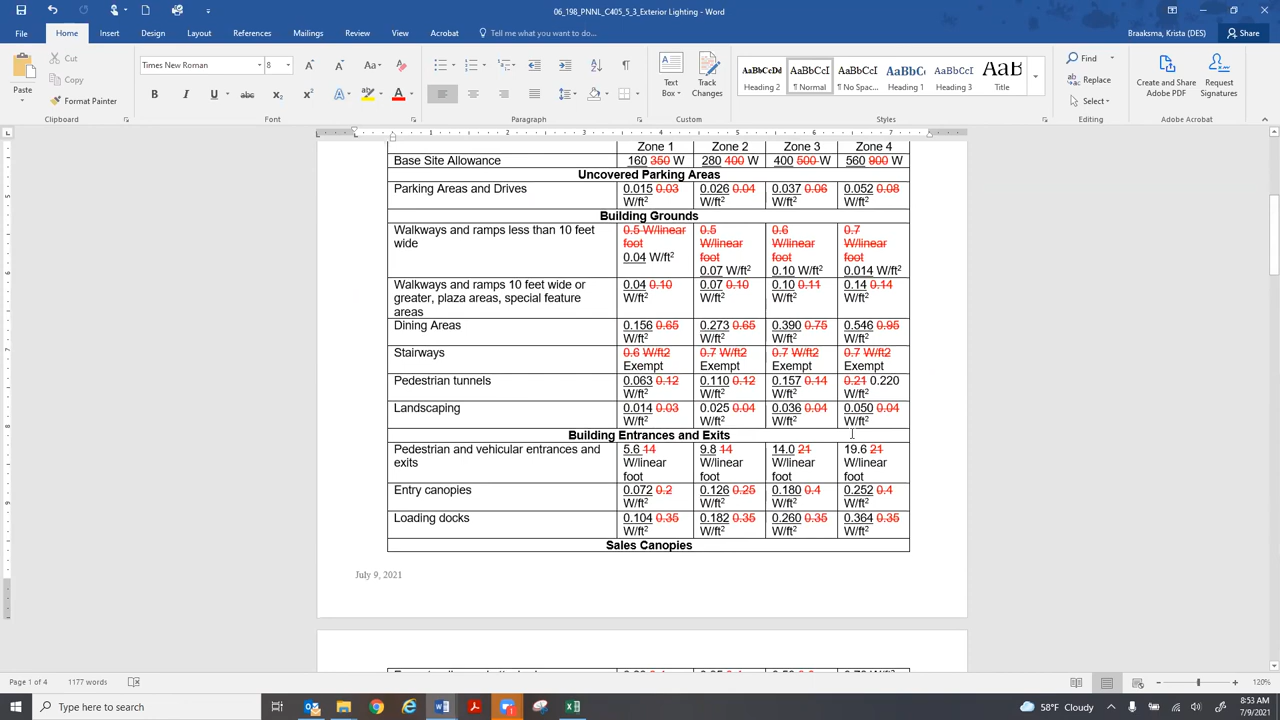 06_198_PNNL_C405_5_3_Exterior_Lighting_7_
File Home Insert Design Layout References Mailings Review View Acrobat Tell me what you want to do... Braaksma, Krista (DES) Share
Cut
Copy
Paste
Format Painter
Times New Roman 8
B I U abc X₂ X² A A
Text Box
Track Changes
AaBbCcDd AaBbCcI AaBbCcI AaBbC AaBbCcI AaB
Heading 2 ¶ Normal ¶ No Spac... Heading 1 Heading 3 Title
Find
Replace
Select
Create and Share Adobe PDF
Request Signatures
Clipboard Font Paragraph Custom Styles Adobe Acrobat
1 2 3 4 5 6 7
Zone 1 Zone 2 Zone 3 Zone 4
Base Site Allowance 160 350 W 280 400 W 400 500 W 560 900 W
Uncovered Parking Areas
Parking Areas and Drives 0.015 0.03 W/ft² 0.026 0.04 W/ft² 0.037 0.06 W/ft² 0.052 0.08 W/ft²
Building Grounds
Walkways and ramps less than 10 feet wide 0.5 W/linear foot 0.04 W/ft² 0.5 W/linear foot 0.07 W/ft² 0.6 W/linear foot 0.10 W/ft² 0.7 W/linear foot 0.014 W/ft²
Walkways and ramps 10 feet wide or greater, plaza areas, special feature areas 0.04 0.10 W/ft² 0.07 0.10 W/ft² 0.10 0.11 W/ft² 0.14 0.14 W/ft²
Dining Areas 0.156 0.65 W/ft² 0.273 0.65 W/ft² 0.390 0.75 W/ft² 0.546 0.95 W/ft²
Stairways 0.6 W/ft2 Exempt 0.7 W/ft2 Exempt 0.7 W/ft2 Exempt 0.7 W/ft2 Exempt
Pedestrian tunnels 0.063 0.12 W/ft² 0.110 0.12 W/ft² 0.157 0.14 W/ft² 0.21 0.220 W/ft²
Landscaping 0.014 0.03 W/ft² 0.025 0.04 W/ft² 0.036 0.04 W/ft² 0.050 0.04 W/ft²
Building Entrances and Exits
Pedestrian and vehicular entrances and exits 5.6 14 W/linear foot 9.8 14 W/linear foot 14.0 21 W/linear foot 19.6 21 W/linear foot
Entry canopies 0.072 0.2 W/ft² 0.126 0.25 W/ft² 0.180 0.4 W/ft² 0.252 0.4 W/ft²
Loading docks 0.104 0.35 W/ft² 0.182 0.35 W/ft² 0.260 0.35 W/ft² 0.364 0.35 W/ft²
Sales Canopies
July 9, 2021
Page 1 of 4 1177 words 120%
Type here to search 58°F Cloudy 8:53 AM
7/9/2021